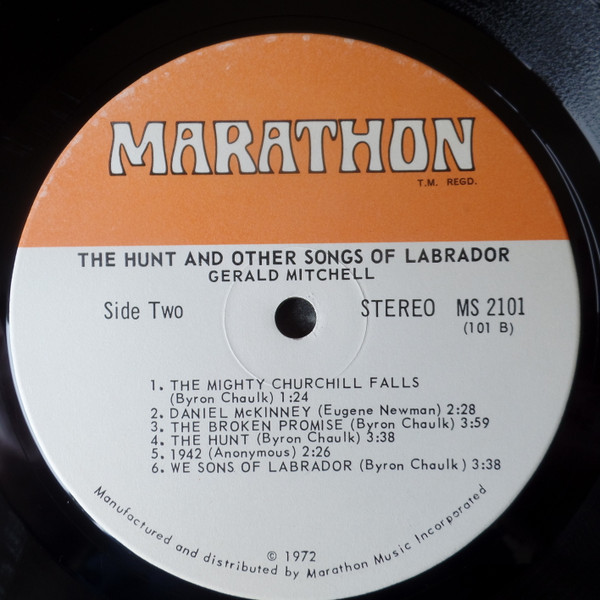 MARATHON
T.M. REGD.
THE HUNT AND OTHER SONGS OF LABRADOR
GERALD MITCHELL
Side Two STEREO MS 2101
(101 B)
1. THE MIGHTY CHURCHILL FALLS
(Byron Chaulk) 1:24
2. DANIEL McKINNEY (Eugene Newman) 2:28
3. THE BROKEN PROMISE (Byron Chaulk) 3:59
4. THE HUNT (Byron Chaulk) 3:38
5. 1942 (Anonymous) 2:26
6. WE SONS OF LABRADOR (Byron Chaulk) 3:38
© 1972
Manufactured and distributed by Marathon Music Incorporated